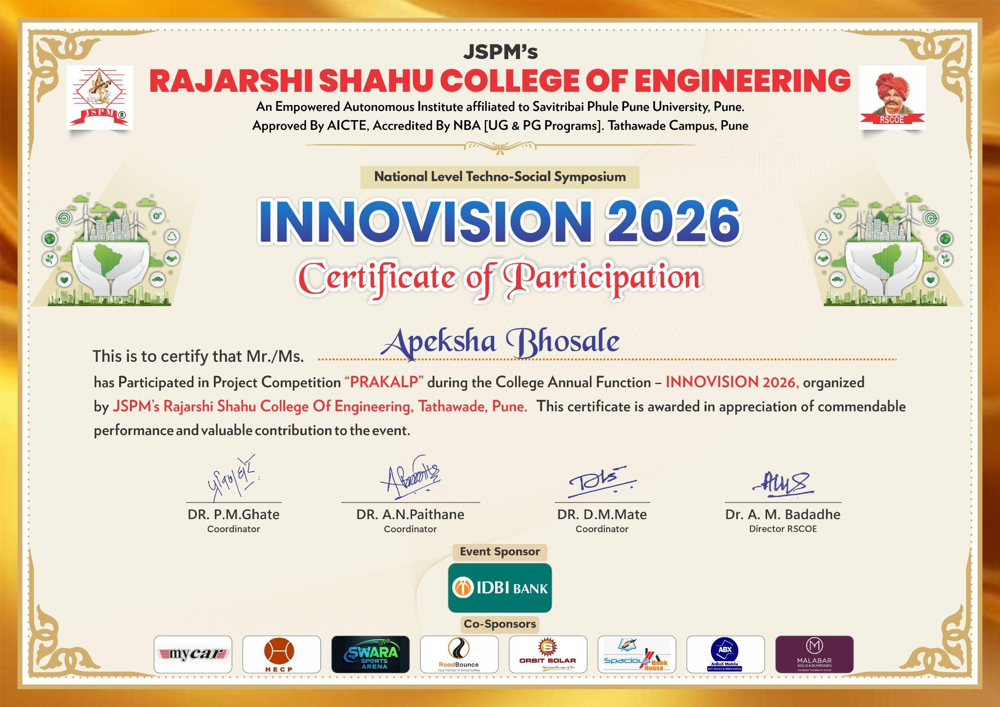 JSPM's
RAJARSHI SHAHU COLLEGE OF ENGINEERING
An Empowered Autonomous Institute affiliated to Savitribai Phule Pune University, Pune.
Approved By AICTE, Accredited By NBA [UG & PG Programs]. Tathawade Campus, Pune
JSPM ®
RSCOE
National Level Techno-Social Symposium
INNOVISION 2026
Certificate of Participation
This is to certify that Mr./Ms. Apeksha Bhosale
has Participated in Project Competition “PRAKALP” during the College Annual Function – INNOVISION 2026, organized
by JSPM's Rajarshi Shahu College Of Engineering, Tathawade, Pune. This certificate is awarded in appreciation of commendable
performance and valuable contribution to the event.
DR. P.M.Ghate
Coordinator
DR. A.N.Paithane
Coordinator
DR. D.M.Mate
Coordinator
Dr. A. M. Badadhe
Director RSCOE
Event Sponsor
IDBI BANK
Co-Sponsors
mycar
HECP
SWARA
SPORTS
ARENA
RoadBounce
Your Partner in Road Safety
ORBIT SOLAR
Experience the magic of Sun
Spacious Book
House
ABX
AnBoX Mobile
40+ Stores in Maharashtra
MALABAR
GOLD & DIAMONDS
CELEBRATE THE BEAUTY OF LIFE